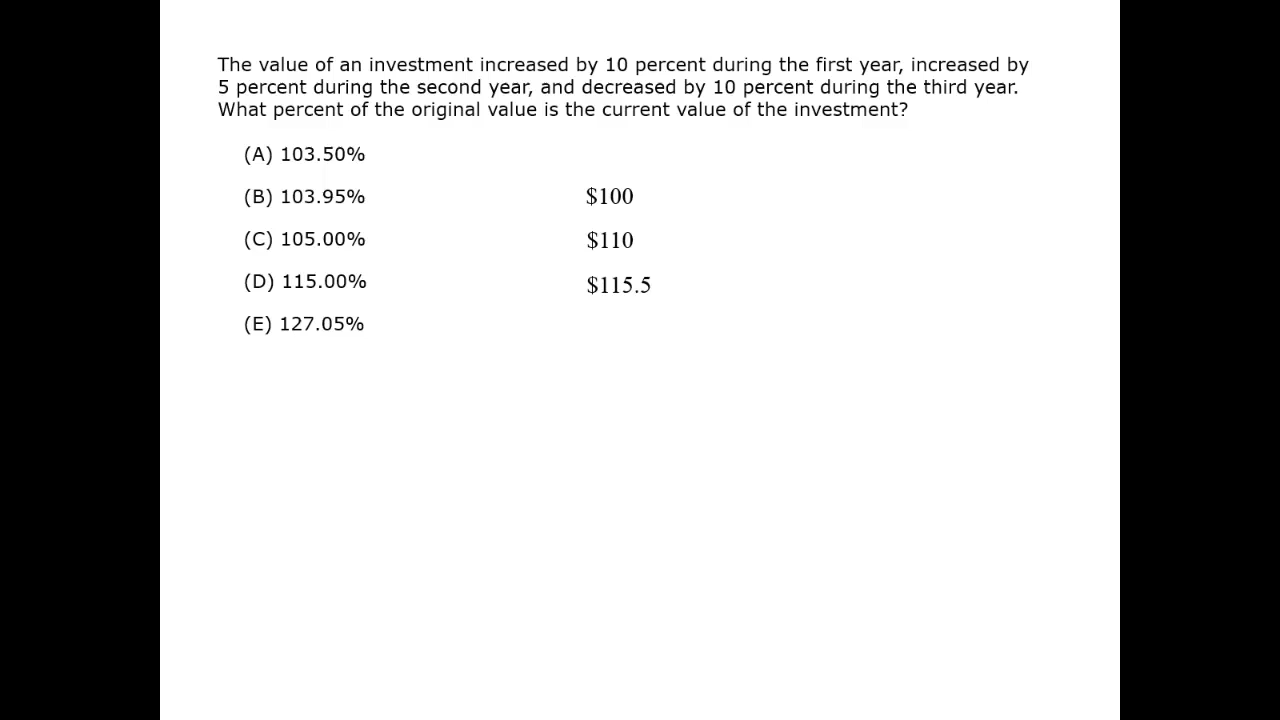 The value of an investment increased by 10 percent during the first year, increased by
5 percent during the second year, and decreased by 10 percent during the third year.
What percent of the original value is the current value of the investment?
(A) 103.50%
(B) 103.95%
$100
(C) 105.00%
$110
(D) 115.00%
$115.5
(E) 127.05%